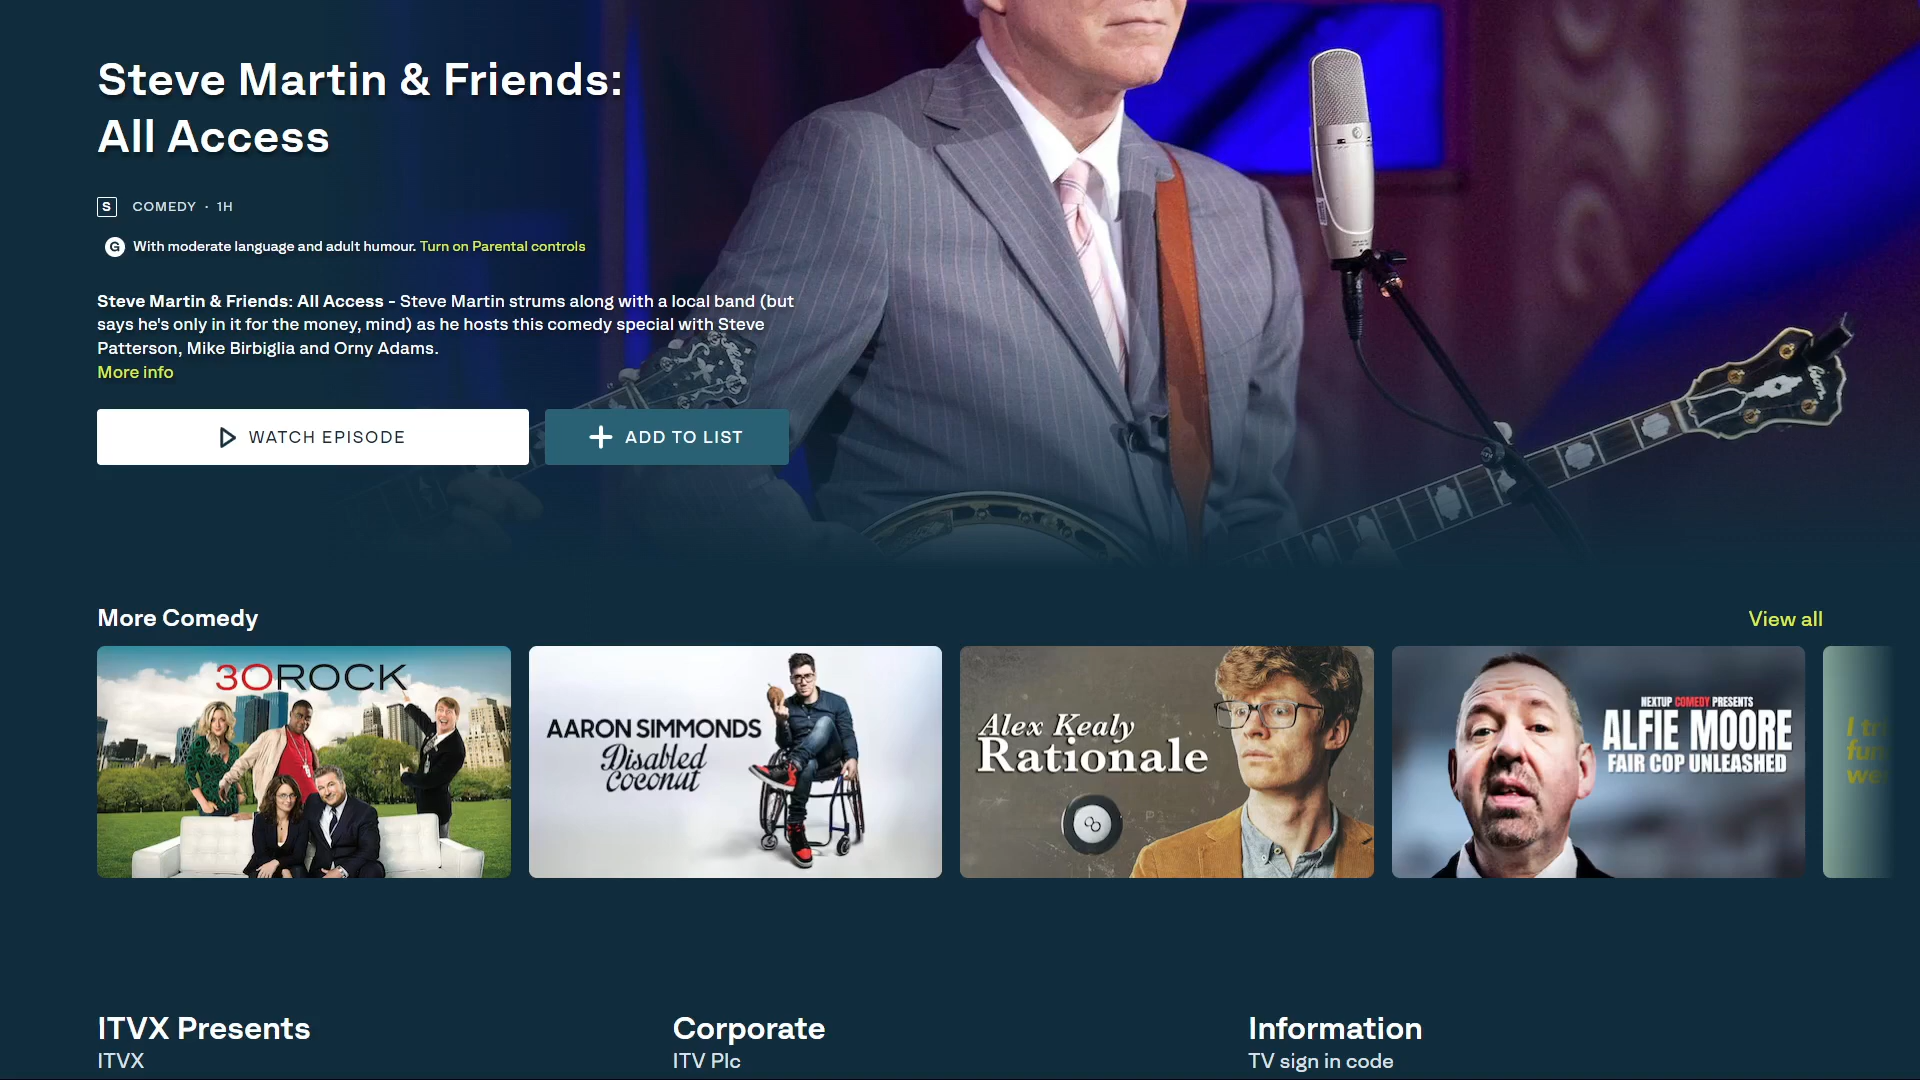 Steve Martin & Friends:
All Access
S COMEDY · 1H
G With moderate language and adult humour. Turn on Parental controls
Steve Martin & Friends: All Access - Steve Martin strums along with a local band (but
says he's only in it for the money, mind) as he hosts this comedy special with Steve
Patterson, Mike Birbiglia and Orny Adams.
More info
WATCH EPISODE
ADD TO LIST
More Comedy
View all
30ROCK
AARON SIMMONDS
Disabled
Coconut
Alex Kealy
Rationale
NEXTUP COMEDY PRESENTS
ALFIE MOORE
FAIR COP UNLEASHED
ITVX Presents
ITVX
Corporate
ITV Plc
Information
TV sign in code